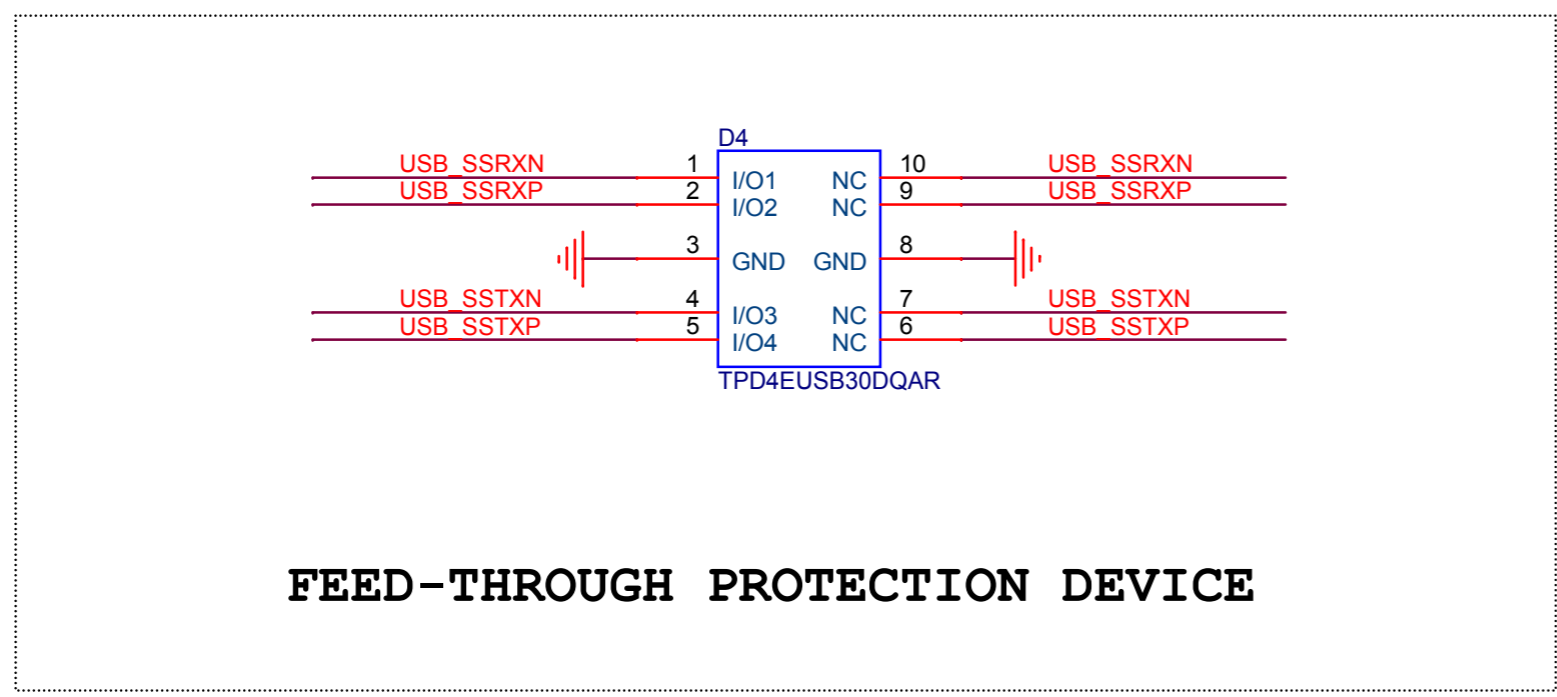 D4
USB_SSRXN 1 10 USB_SSRXN
I/O1 NC
USB_SSRXP 2 9 USB_SSRXP
I/O2 NC
3 8
GND GND
USB_SSTXN 4 7 USB_SSTXN
I/O3 NC
USB_SSTXP 5 6 USB_SSTXP
I/O4 NC
TPD4EUSB30DQAR
FEED-THROUGH PROTECTION DEVICE